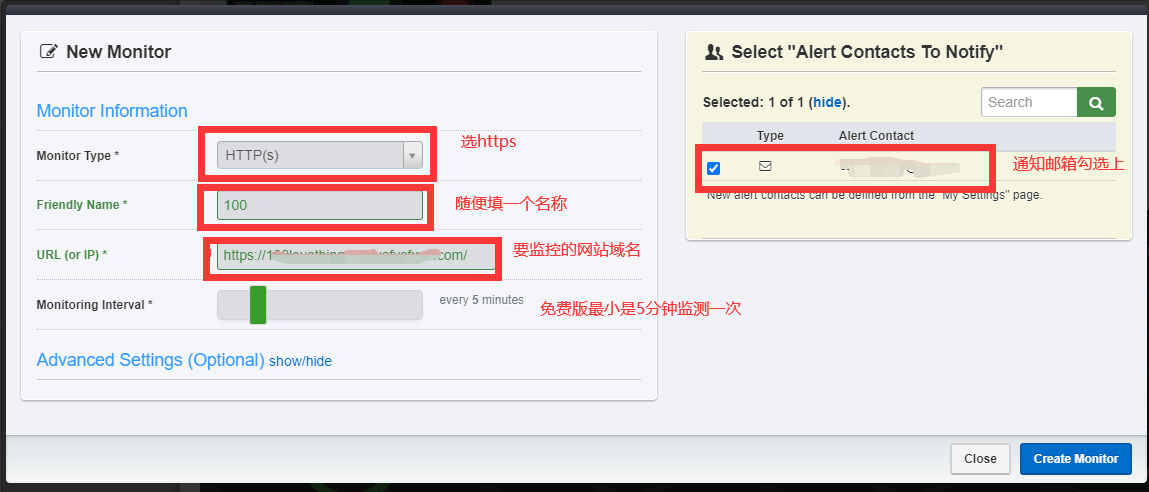 New Monitor
Monitor Information
Monitor Type *
HTTP(s)
选https
Friendly Name *
100
随便填一个名称
URL (or IP) *
https://1 .com/
要监控的网站域名
Monitoring Interval *
every 5 minutes
免费版最小是5分钟监测一次
Advanced Settings (Optional) show/hide
Select "Alert Contacts To Notify"
Selected: 1 of 1 (hide).
Search
Type Alert Contact
通知邮箱勾选上
New alert contacts can be defined from the "My Settings" page.
Close
Create Monitor